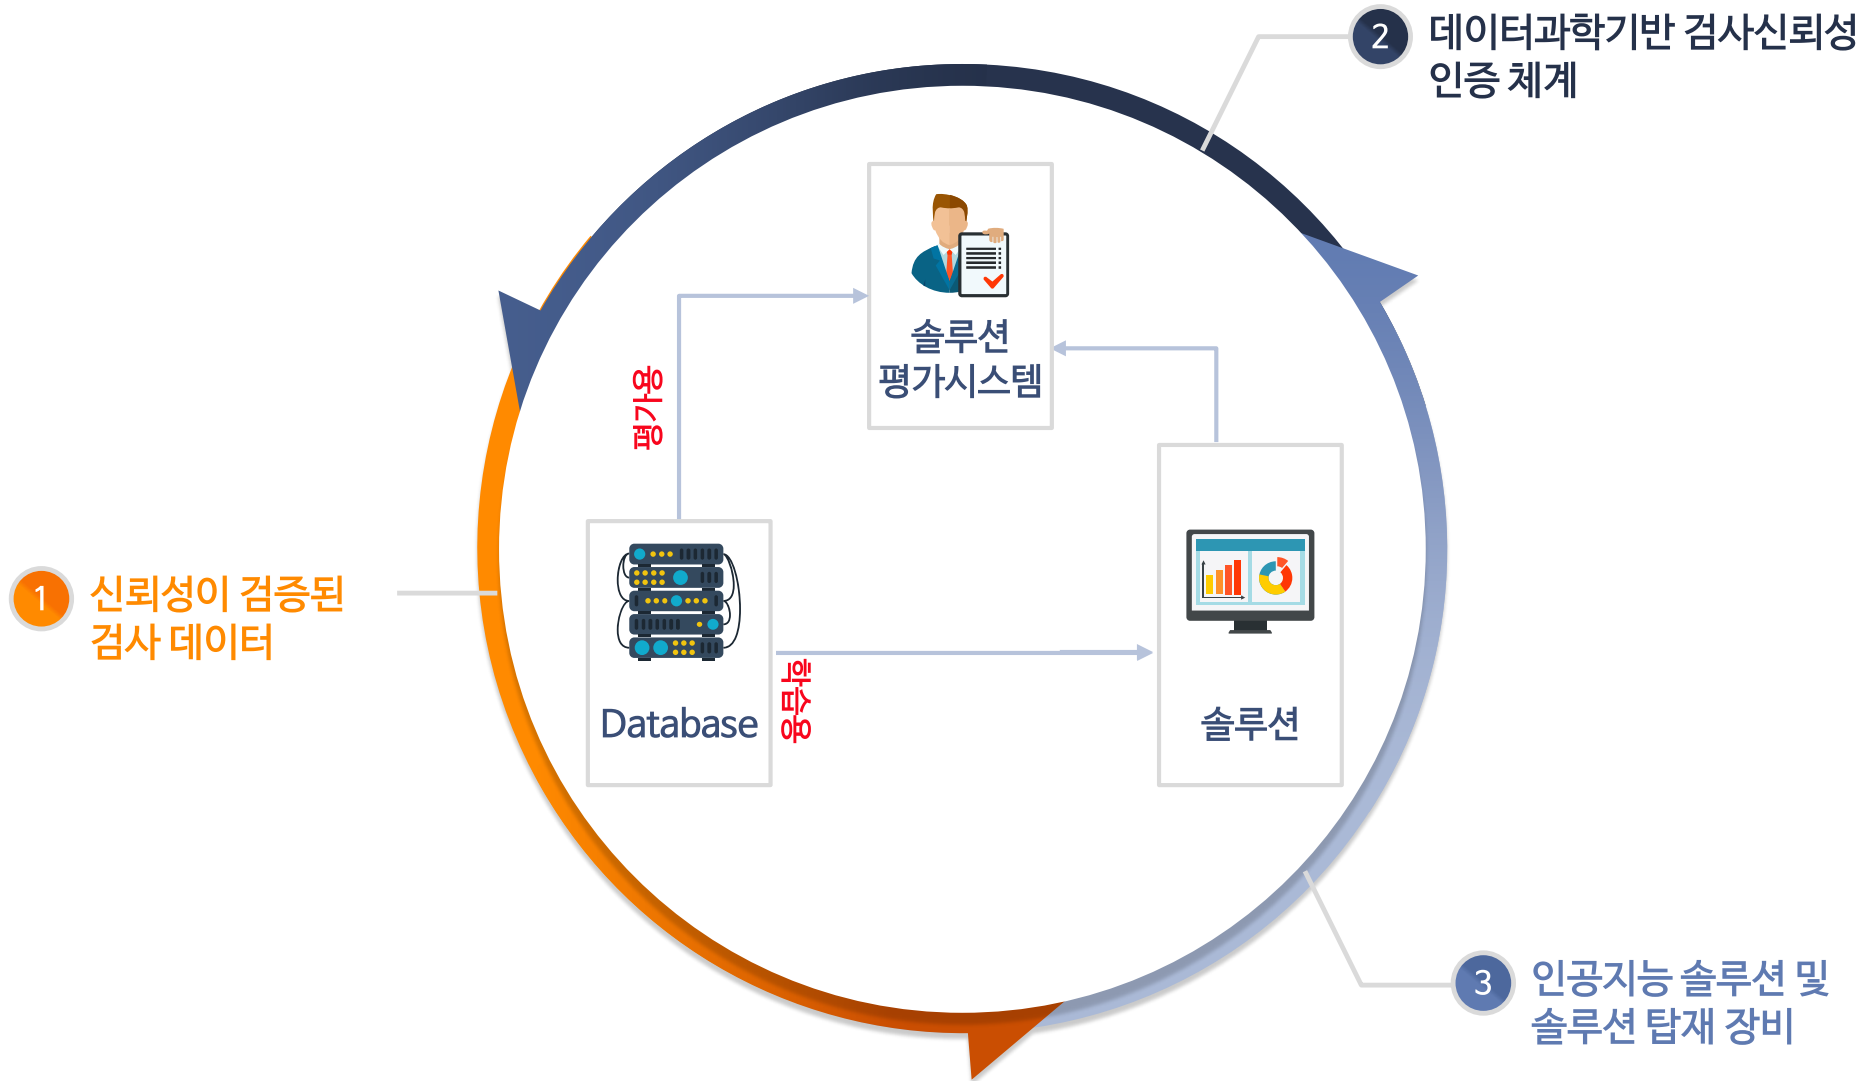 2
데이터과학기반 검사신뢰성
인증 체계
솔루션
평가시스템
평가용
1
신뢰성이 검증된
검사 데이터
Database
학습용
솔루션
3
인공지능 솔루션 및
솔루션 탑재 장비